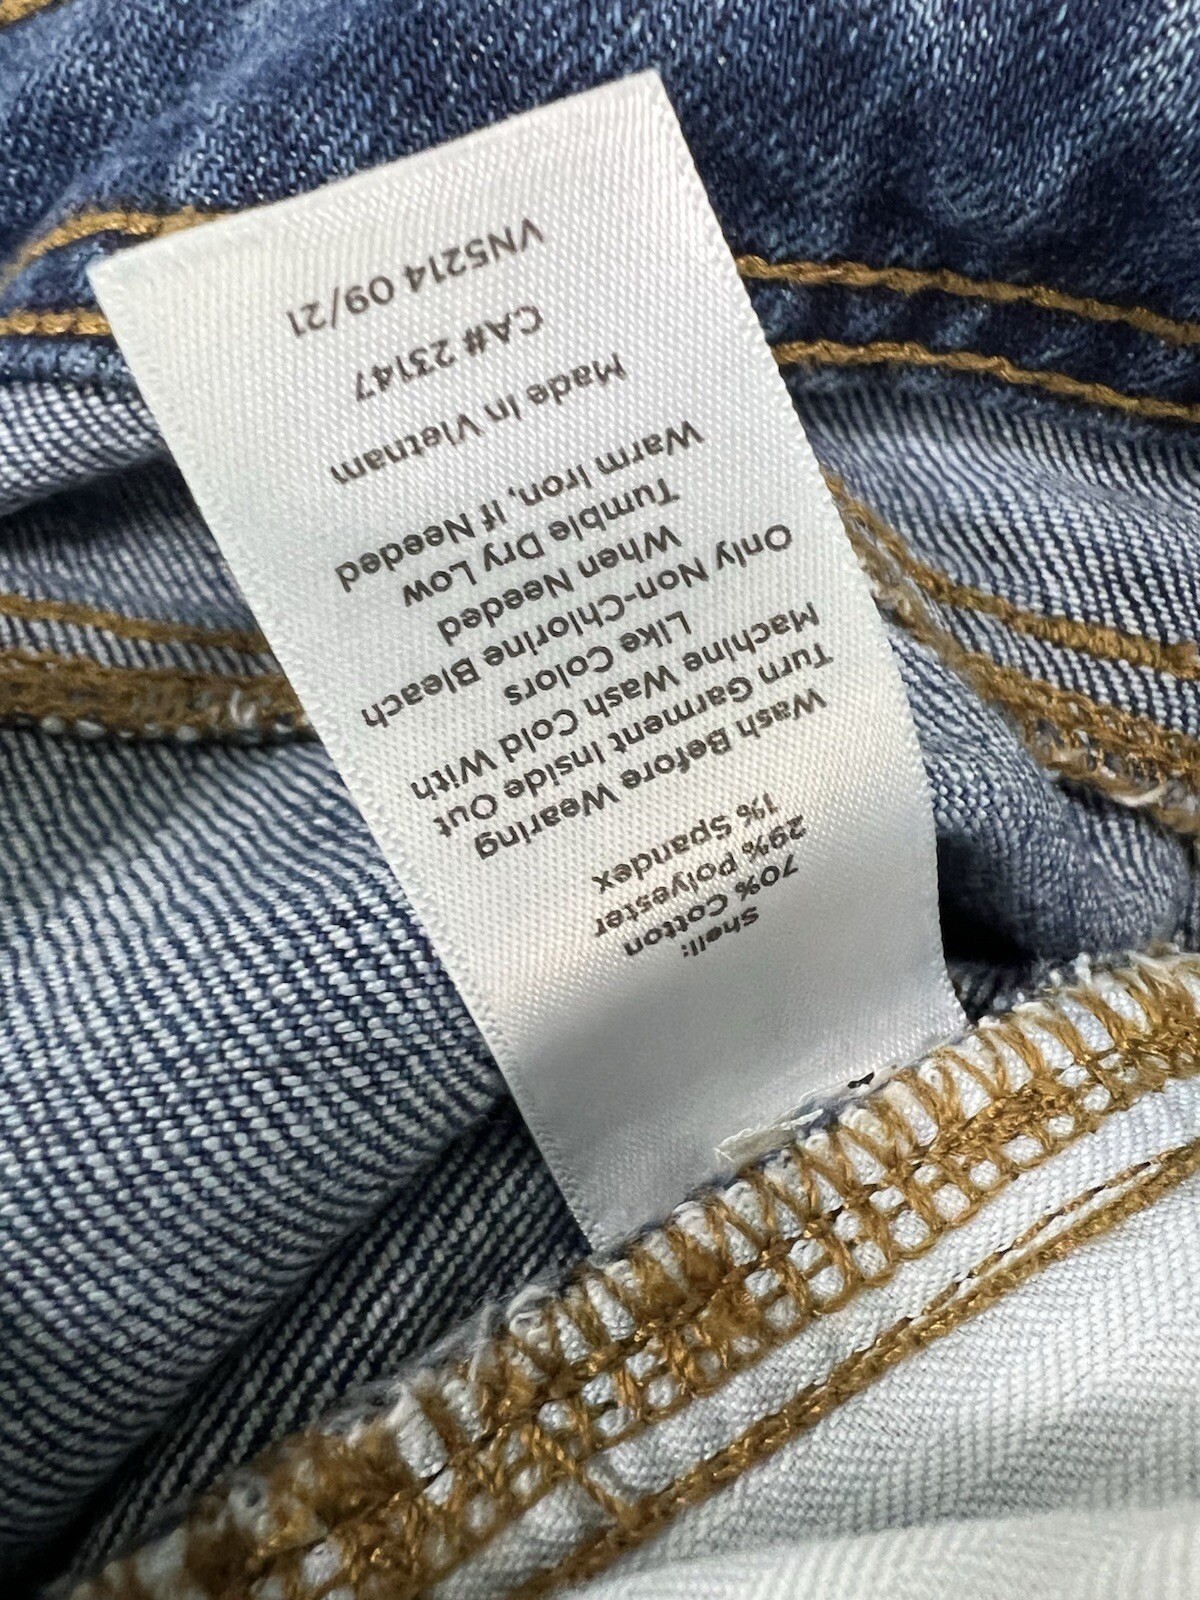 Shell:
70% Cotton
29% Polyester
1% Spandex
Wash Before Wearing
Turn Garment Inside Out
Machine Wash Cold With
Like Colors
Only Non-Chlorine Bleach
When Needed
Tumble Dry Low
Warm Iron, If Needed
Made In Vietnam
CA# 23147
VN5214 09/21